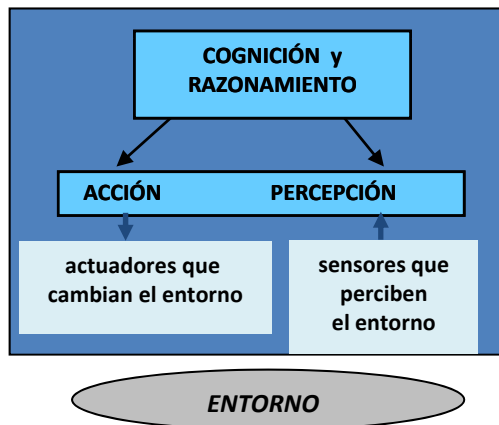 COGNICIÓN y
RAZONAMIENTO
ACCIÓN PERCEPCIÓN
actuadores que
cambian el entorno
sensores que
perciben
el entorno
ENTORNO